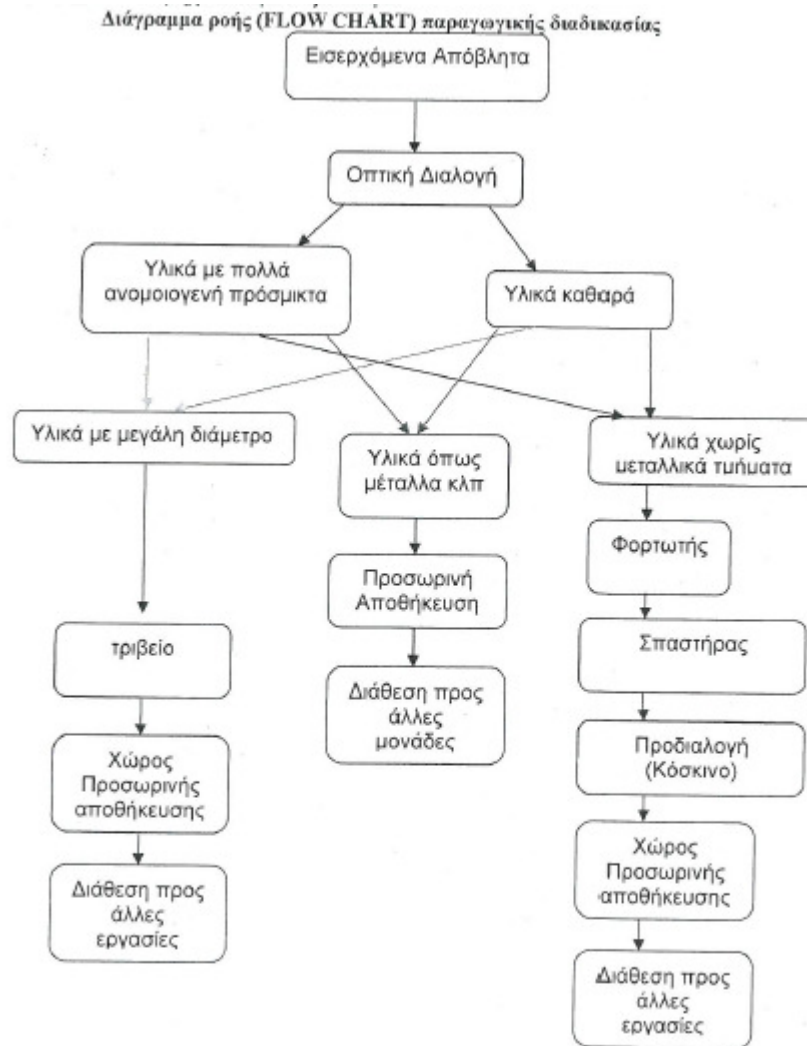 Διάγραμμα ροής (FLOW CHART) παραγωγικής διαδικασίας
Εισερχόμενα Απόβλητα
Οπτική Διαλογή
Υλικά με πολλά
ανομοιογενή πρόσμικτα
Υλικά καθαρά
Υλικά με μεγάλη διάμετρο
Υλικά όπως
μέταλλα κλπ
Υλικά χωρίς
μεταλλικά τμήματα
Φορτωτής
Προσωρινή
Αποθήκευση
τριβείο
Σπαστήρας
Διάθεση προς
άλλες
μονάδες
Προδιαλογή
(Κόσκινο)
Χώρος
Προσωρινής
αποθήκευσης
Χώρος
Προσωρινής
αποθήκευσης
Διάθεση προς
άλλες
εργασίες
Διάθεση προς
άλλες
εργασίες